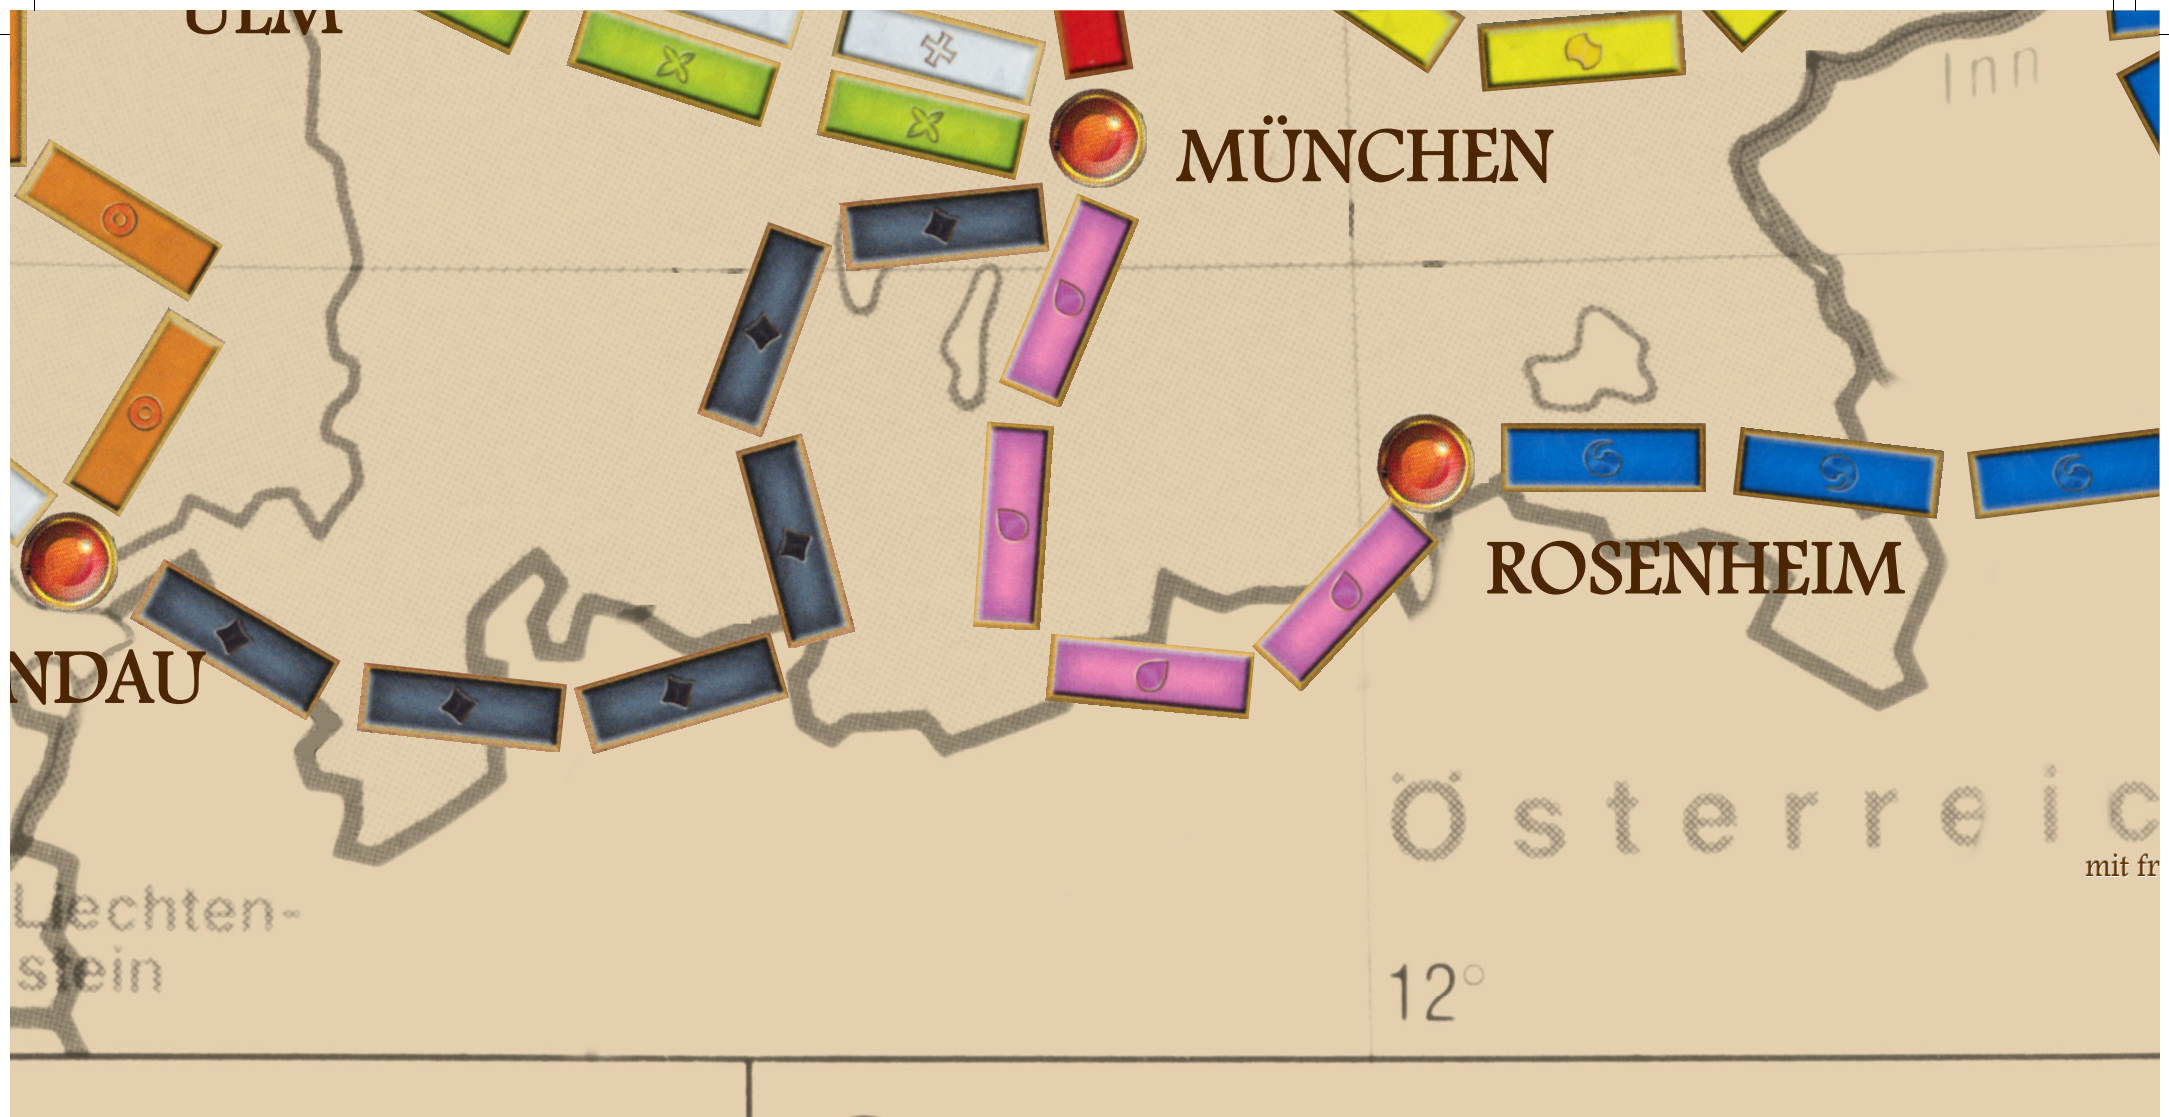 ULM
Inn
MÜNCHEN
ROSENHEIM
NDAU
Österreic
mit fr
Liechten-
stein
12°